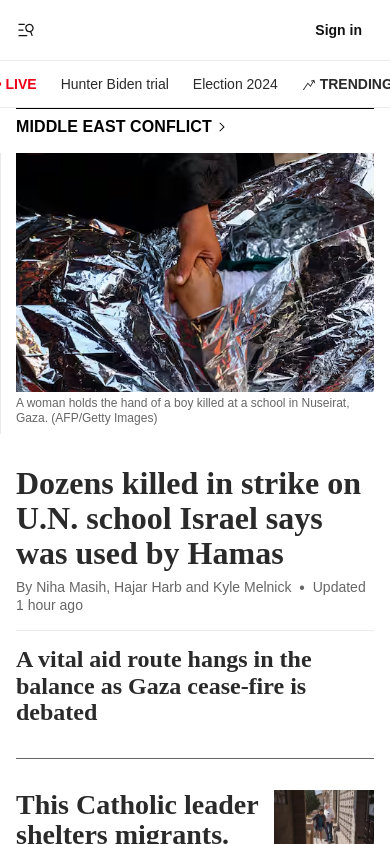 Sign in
LIVE
Hunter Biden trial
Election 2024
TRENDING
MIDDLE EAST CONFLICT
A woman holds the hand of a boy killed at a school in Nuseirat,
Gaza. (AFP/Getty Images)
Dozens killed in strike on
U.N. school Israel says
was used by Hamas
By Niha Masih, Hajar Harb and Kyle Melnick • Updated
1 hour ago
A vital aid route hangs in the
balance as Gaza cease-fire is
debated
This Catholic leader
shelters migrants.